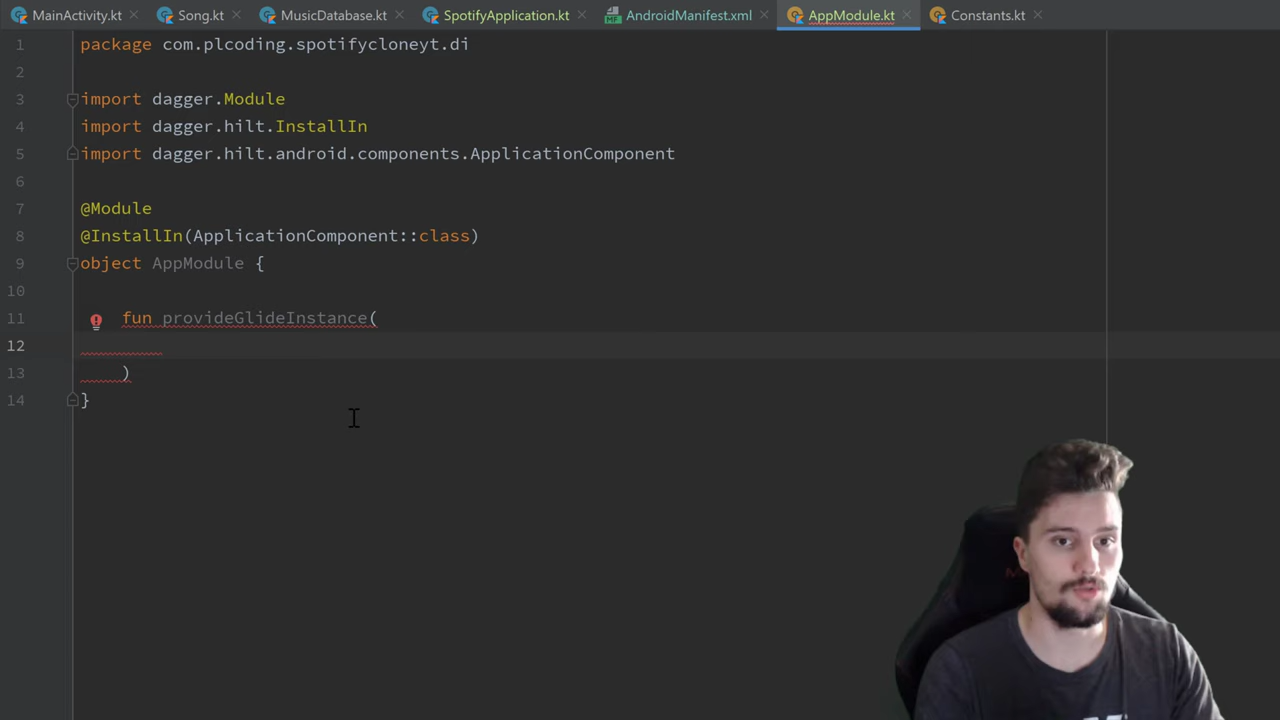 MainActivity.kt Song.kt MusicDatabase.kt SpotifyApplication.kt AndroidManifest.xml AppModule.kt Constants.kt
1 package com.plcoding.spotifycloneyt.di
2
3 import dagger.Module
4 import dagger.hilt.InstallIn
5 import dagger.hilt.android.components.ApplicationComponent
6
7 @Module
8 @InstallIn(ApplicationComponent::class)
9 object AppModule {
10
11 fun provideGlideInstance(
12
13 )
14 }